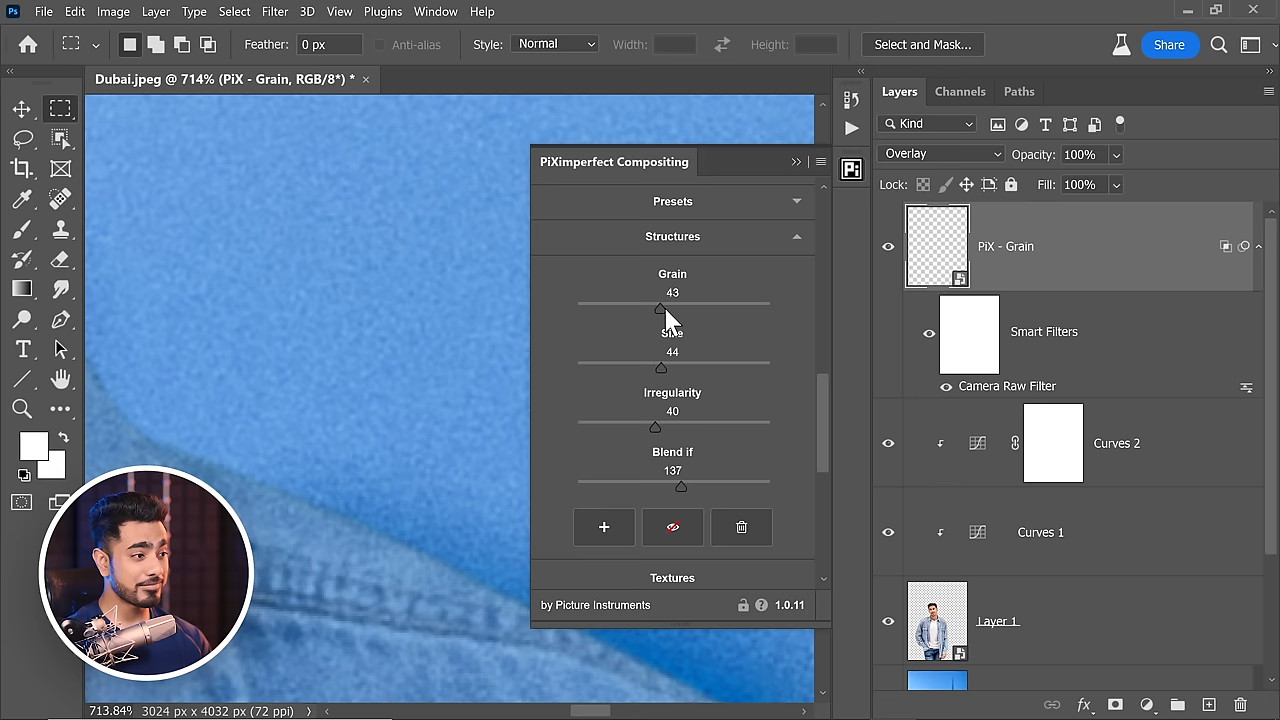 Ps File Edit Image Layer Type Select Filter 3D View Plugins Window Help
Feather: 0 px Anti-alias Style: Normal Width: Height: Select and Mask... Share
Dubai.jpeg @ 714% (PiX - Grain, RGB/8*) * ×
PiXimperfect Compositing
Presets
Structures
Grain
43
Size
44
Irregularity
40
Blend if
137
Textures
by Picture Instruments 1.0.11
Pi
Layers Channels Paths
Kind
Overlay Opacity: 100%
Lock: Fill: 100%
PiX - Grain
Smart Filters
Camera Raw Filter
Curves 2
Curves 1
Layer 1
fx
713.84% 3024 px x 4032 px (72 ppi)